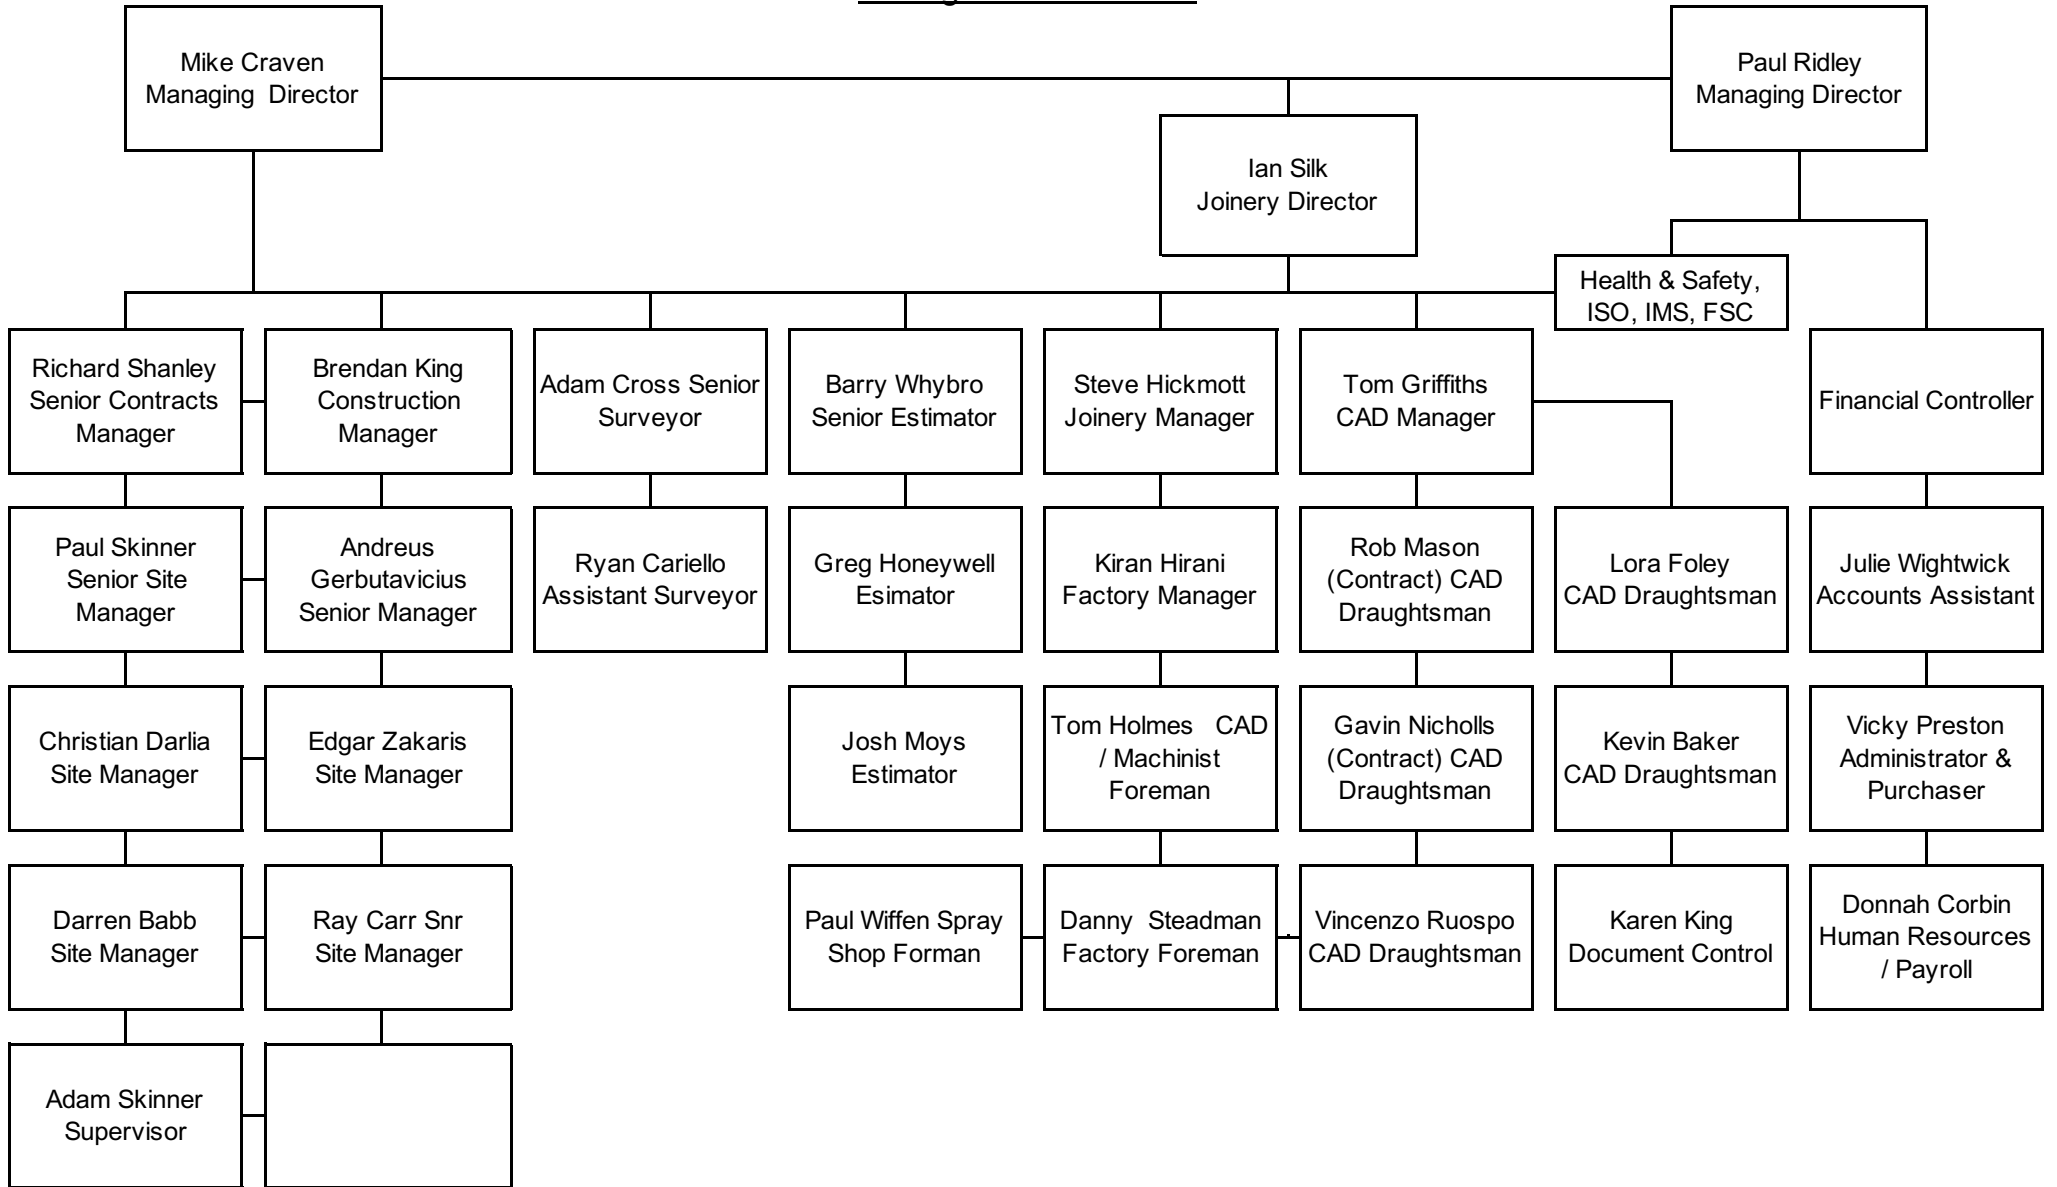 Mike Craven
Managing  Director
Paul Ridley
Managing Director
Ian Silk
Joinery Director
Health & Safety,
ISO, IMS, FSC
Richard Shanley
Senior Contracts
Manager
Brendan King
Construction
Manager
Adam Cross Senior
Surveyor
Barry Whybro
Senior Estimator
Steve Hickmott
Joinery Manager
Tom Griffiths
CAD Manager
Financial Controller
Paul Skinner
Senior Site
Manager
Andreus
Gerbutavicius
Senior Manager
Ryan Cariello
Assistant Surveyor
Greg Honeywell
Esimator
Kiran Hirani
Factory Manager
Rob Mason
(Contract) CAD
Draughtsman
Lora Foley
CAD Draughtsman
Julie Wightwick
Accounts Assistant
Christian Darlia
Site Manager
Edgar Zakaris
Site Manager
Josh Moys
Estimator
Tom Holmes   CAD
/ Machinist
Foreman
Gavin Nicholls
(Contract) CAD
Draughtsman
Kevin Baker
CAD Draughtsman
Vicky Preston
Administrator &
Purchaser
Darren Babb
Site Manager
Ray Carr Snr
Site Manager
Paul Wiffen Spray
Shop Forman
Danny  Steadman
Factory Foreman
Vincenzo Ruospo
CAD Draughtsman
Karen King
Document Control
Donnah Corbin
Human Resources
/ Payroll
Adam Skinner
Supervisor